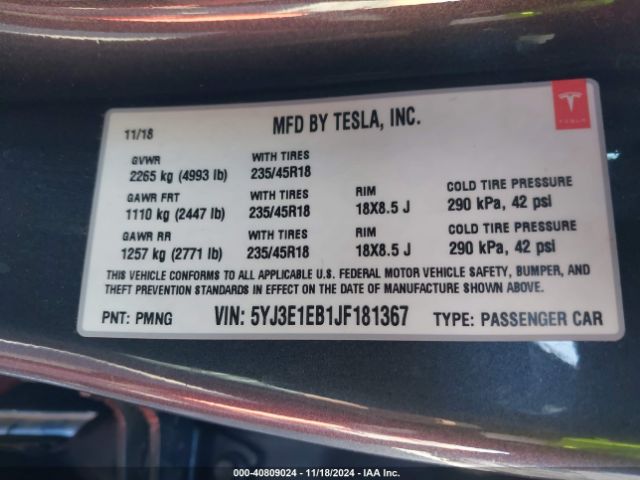 11/18 MFD BY TESLA, INC. TESLA
GVWR WITH TIRES
2265 kg (4993 lb) 235/45R18
GAWR FRT WITH TIRES RIM COLD TIRE PRESSURE
1110 kg (2447 lb) 235/45R18 18X8.5 J 290 kPa, 42 psi
GAWR RR WITH TIRES RIM COLD TIRE PRESSURE
1257 kg (2771 lb) 235/45R18 18X8.5 J 290 kPa, 42 psi
THIS VEHICLE CONFORMS TO ALL APPLICABLE U.S. FEDERAL MOTOR VEHICLE SAFETY, BUMPER, AND
THEFT PREVENTION STANDARDS IN EFFECT ON THE DATE OF MANUFACTURE SHOWN ABOVE.
PNT: PMNG VIN: 5YJ3E1EB1JF181367 TYPE: PASSENGER CAR
000-40809024 - 11/18/2024 - IAA Inc.